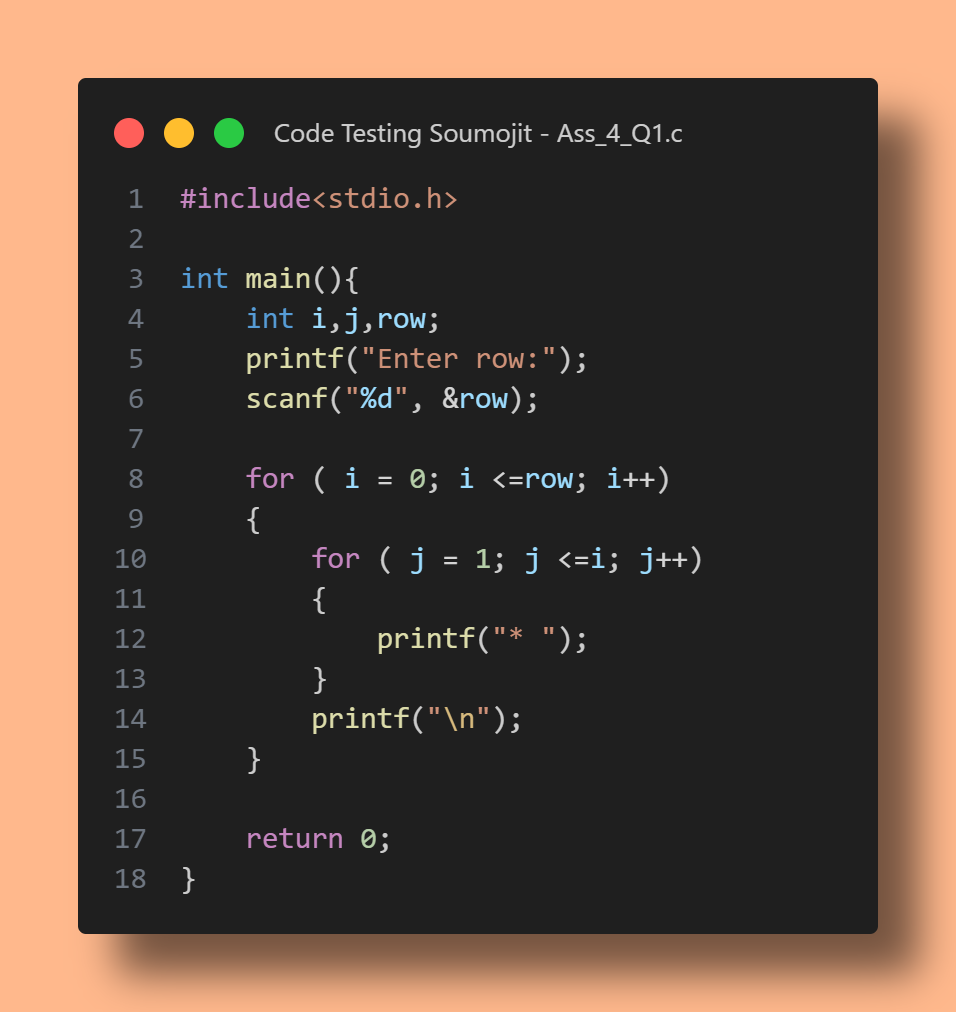 Code Testing Soumojit - Ass_4_Q1.c
1 #include<stdio.h>
2
3 int main(){
4     int i,j,row;
5     printf("Enter row:");
6     scanf("%d", &row);
7
8     for ( i = 0; i <=row; i++)
9     {
10         for ( j = 1; j <=i; j++)
11         {
12             printf("* ");
13         }
14         printf("\n");
15     }
16
17     return 0;
18 }